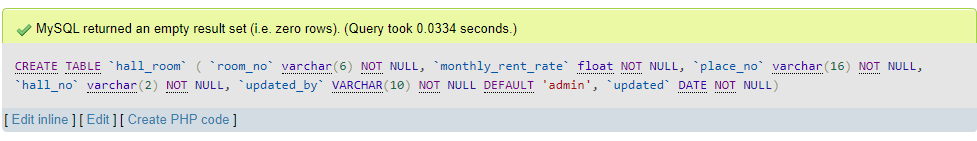 MySQL returned an empty result set (i.e. zero rows). (Query took 0.0334 seconds.)
CREATE TABLE `hall_room` ( `room_no` varchar(6) NOT NULL, `monthly_rent_rate` float NOT NULL, `place_no` varchar(16) NOT NULL,
`hall_no` varchar(2) NOT NULL, `updated_by` VARCHAR(10) NOT NULL DEFAULT 'admin', `updated` DATE NOT NULL)
[ Edit inline ] [ Edit ] [ Create PHP code ]